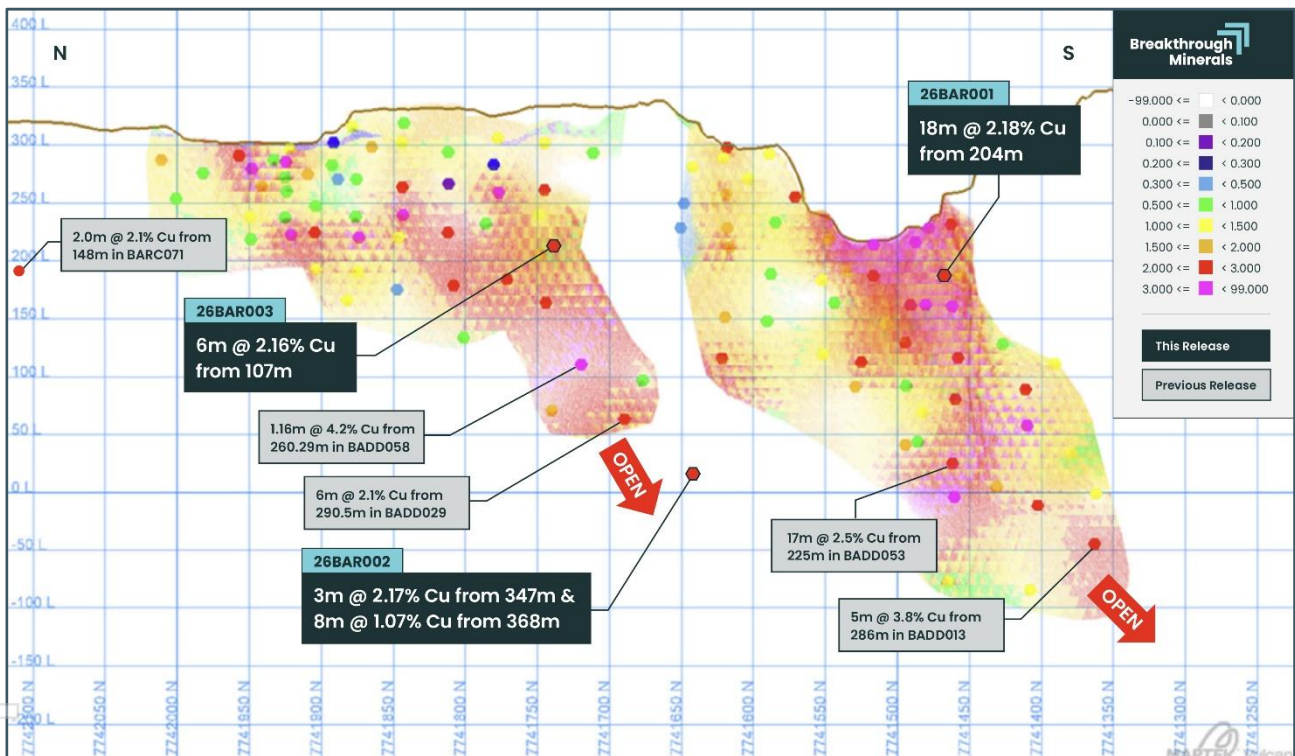 400 L
350 L
300 L
250 L
200 L
150 L
100 L
50 L
0 L
-50 L
-100 L
-150 L
N
S
2.0m @ 2.1% Cu from
148m in BARC071
26BAR003
6m @ 2.16% Cu
from 107m
1.16m @ 4.2% Cu from
260.29m in BADD058
6m @ 2.1% Cu from
290.5m in BADD029
OPEN
26BAR002
3m @ 2.17% Cu from 347m &
8m @ 1.07% Cu from 368m
26BAR001
18m @ 2.18% Cu
from 204m
17m @ 2.5% Cu from
225m in BADD053
5m @ 3.8% Cu from
286m in BADD013
OPEN
Breakthrough
Minerals
-99.000 <= < 0.000
0.000 <= < 0.100
0.100 <= < 0.200
0.200 <= < 0.300
0.300 <= < 0.500
0.500 <= < 1.000
1.000 <= < 1.500
1.500 <= < 2.000
2.000 <= < 3.000
3.000 <= < 99.000
This Release
Previous Release
7742050 N
7742000 N
7741950 N
7741900 N
7741850 N
7741800 N
7741750 N
7741700 N
7741650 N
7741600 N
7741550 N
7741500 N
7741450 N
7741400 N
7741350 N
7741300 N
7741250 N